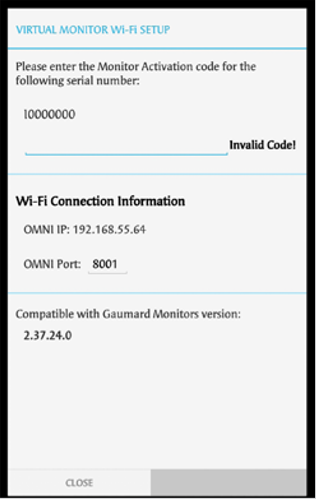 VIRTUAL MONITOR Wi-Fi SETUP
Please enter the Monitor Activation code for the
following serial number:
10000000
Invalid Code!
Wi-Fi Connection Information
OMNI IP: 192.168.55.64
OMNI Port: 8001
Compatible with Gaumard Monitors version:
2.37.24.0
CLOSE